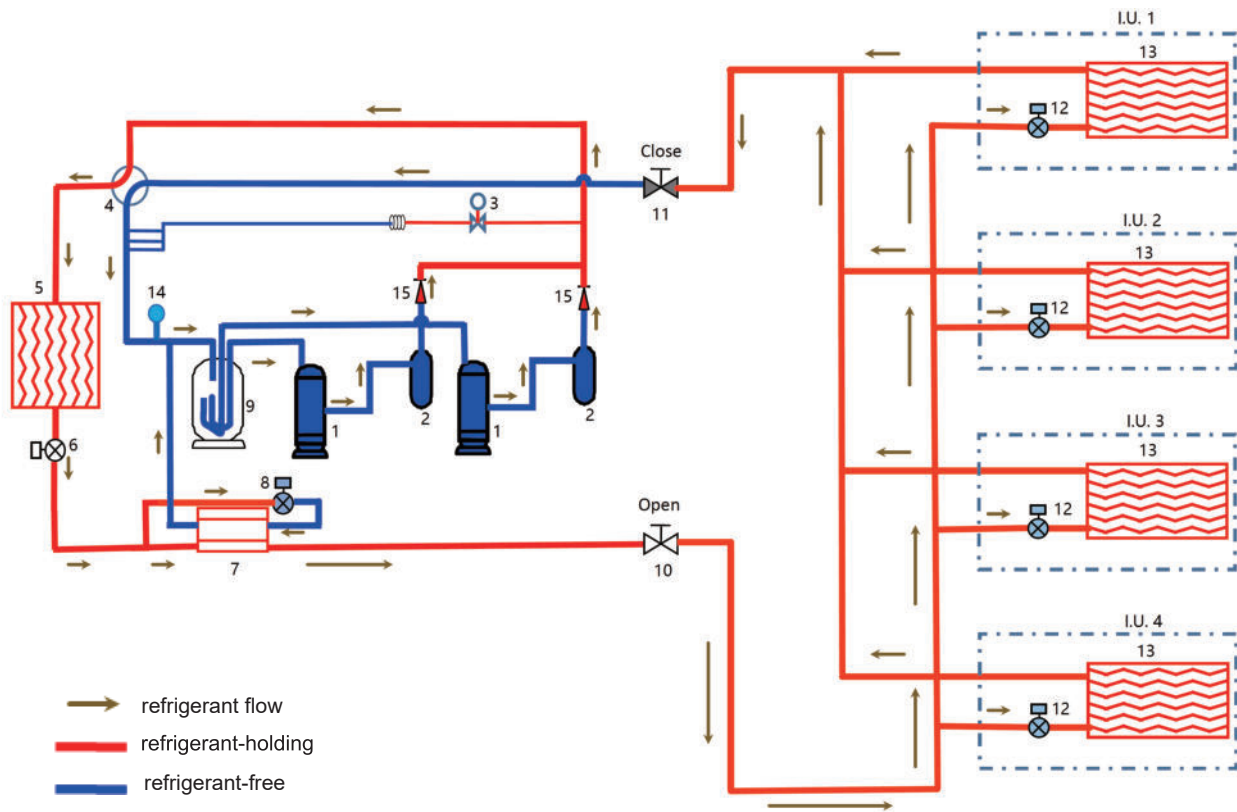 I.U. 1
13
12
Close
11
3
4
I.U. 2
13
12
5
14
15
15
9
1
2
1
2
6
8
7
Open
10
I.U. 3
13
12
I.U. 4
13
12
refrigerant flow
refrigerant-holding
refrigerant-free